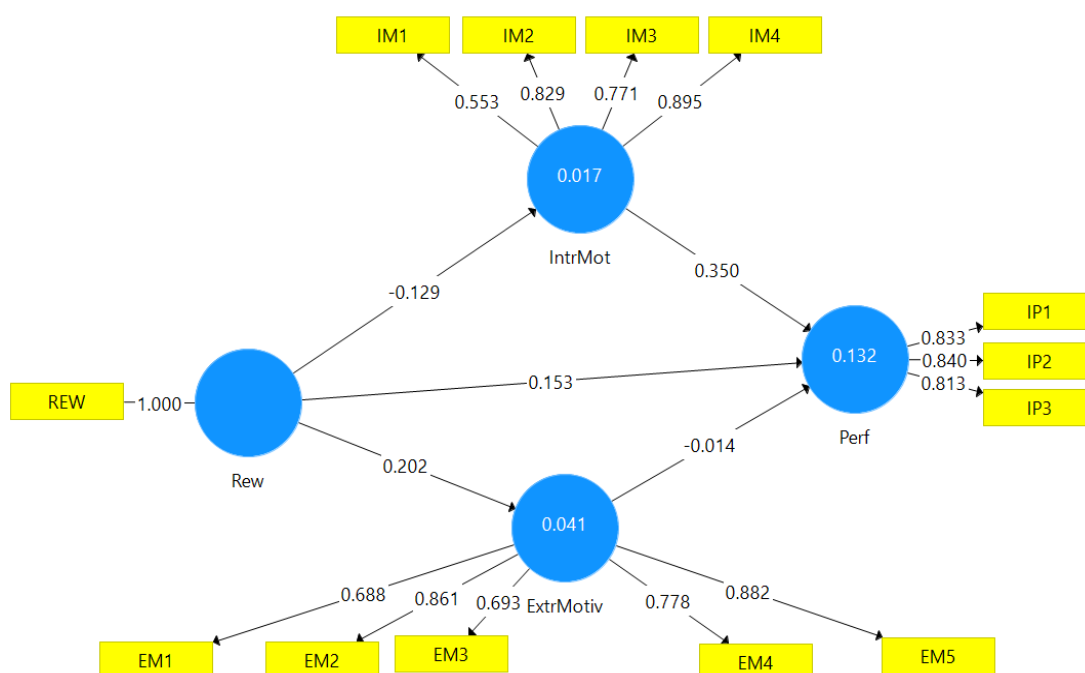 IM1
IM2
IM3
IM4
0.553
0.829
0.771
0.895
0.017
IntrMot
-0.129
0.350
REW
1.000
Rew
0.153
0.132
Perf
0.833
0.840
0.813
IP1
IP2
IP3
0.202
-0.014
0.041
ExtrMotiv
0.688
0.861
0.693
0.778
0.882
EM1
EM2
EM3
EM4
EM5